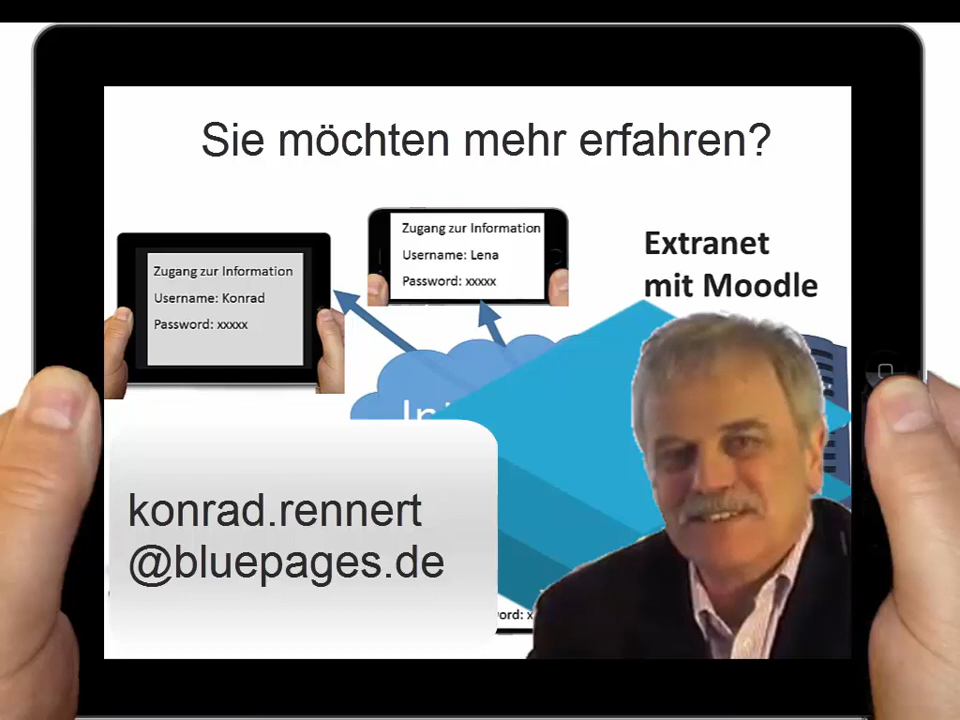 Sie möchten mehr erfahren?
Zugang zur Information
Username: Lena
Password: xxxxx
Extranet
mit Moodle
Zugang zur Information
Username: Konrad
Password: xxxxx
konrad.rennert
@bluepages.de